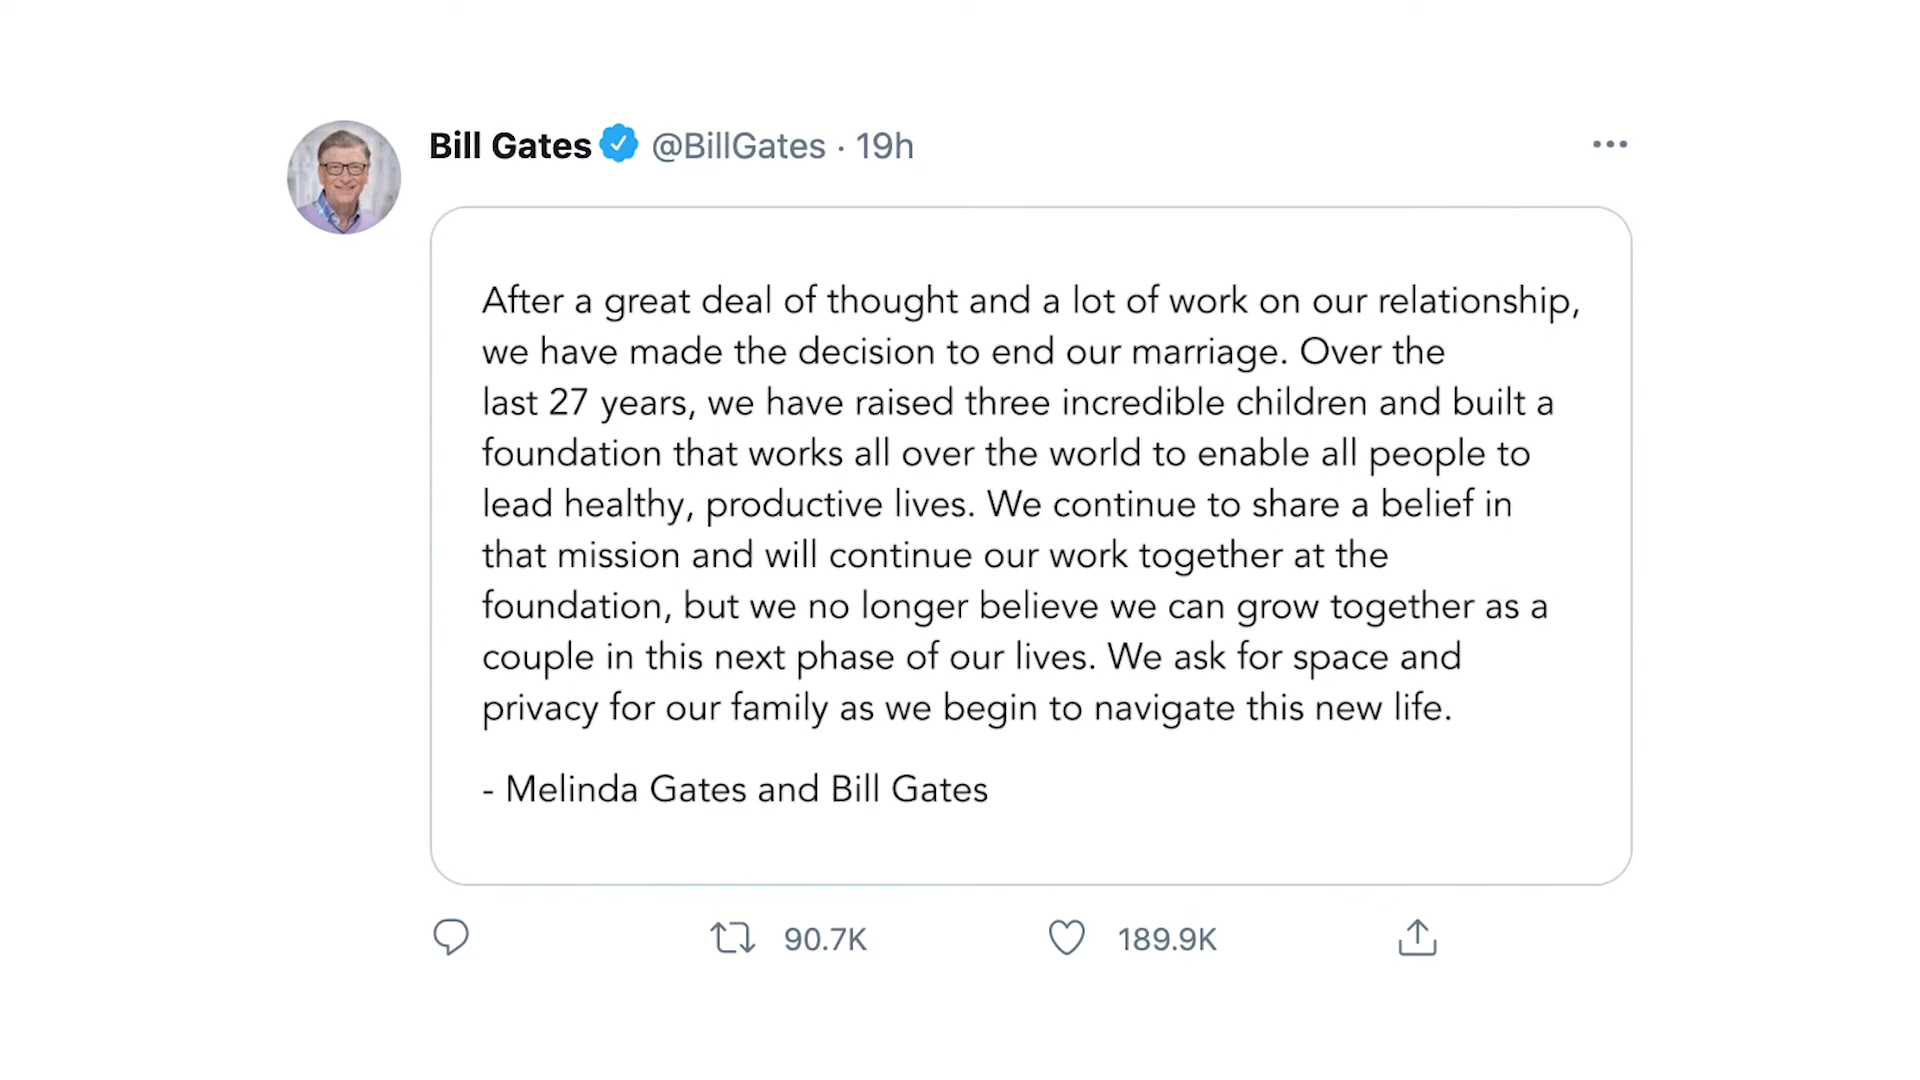 Bill Gates @BillGates · 19h
After a great deal of thought and a lot of work on our relationship,
we have made the decision to end our marriage. Over the
last 27 years, we have raised three incredible children and built a
foundation that works all over the world to enable all people to
lead healthy, productive lives. We continue to share a belief in
that mission and will continue our work together at the
foundation, but we no longer believe we can grow together as a
couple in this next phase of our lives. We ask for space and
privacy for our family as we begin to navigate this new life.
- Melinda Gates and Bill Gates
90.7K 189.9K